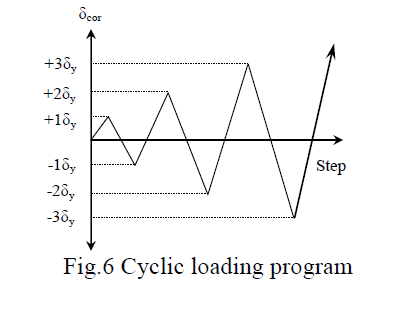 δcor
+3δy
+2δy
+1δy
-1δy
-2δy
-3δy
Step
Fig.6 Cyclic loading program